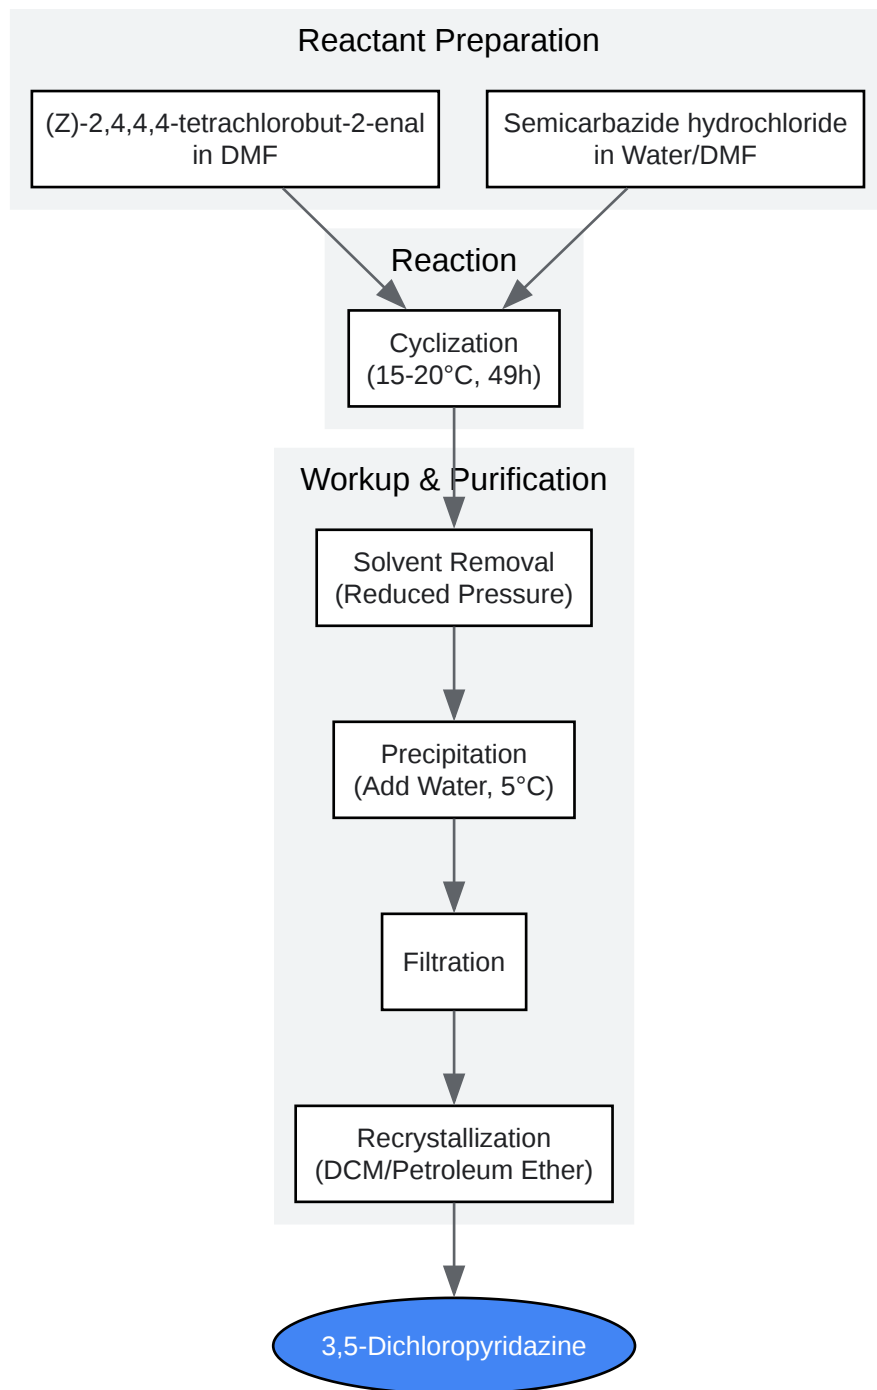 Reactant Preparation
(Z)-2,4,4,4-tetrachlorobut-2-enal
in DMF
Semicarbazide hydrochloride
in Water/DMF
Reaction
Cyclization
(15-20°C, 49h)
Workup & Purification
Solvent Removal
(Reduced Pressure)
Precipitation
(Add Water, 5°C)
Filtration
Recrystallization
(DCM/Petroleum Ether)
3,5-Dichloropyridazine